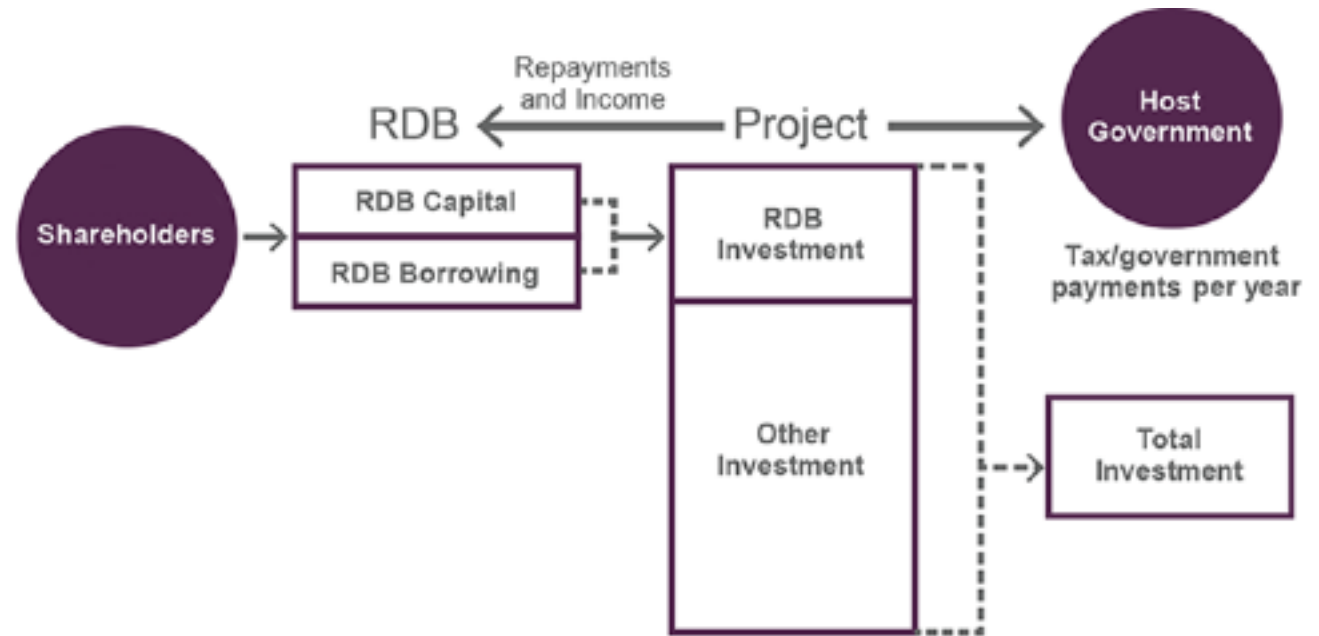 Repayments
and Income
RDB
Project
Host
Government
Shareholders
RDB Capital
RDB Borrowing
RDB
Investment
Tax/government
payments per year
Other
Investment
Total
Investment